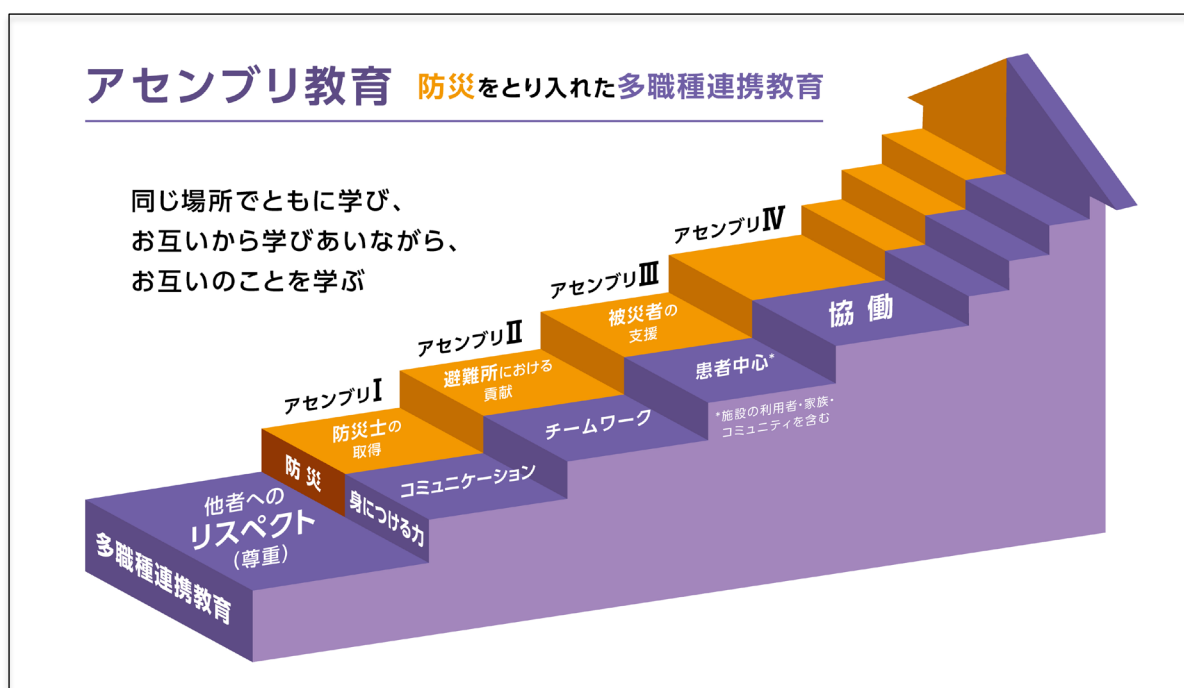 アセンブリ教育 防災をとり入れた多職種連携教育
同じ場所でともに学び、
お互いから学びあいながら、
お互いのことを学ぶ
アセンブリⅠ
防災士の
取得
アセンブリⅡ
避難所における
貢献
アセンブリⅢ
被災者の
支援
アセンブリⅣ
防災
身につける力
コミュニケーション
チームワーク
患者中心*
協働
*施設の利用者・家族・
コミュニティを含む
他者への
リスペクト
(尊重)
多職種連携教育